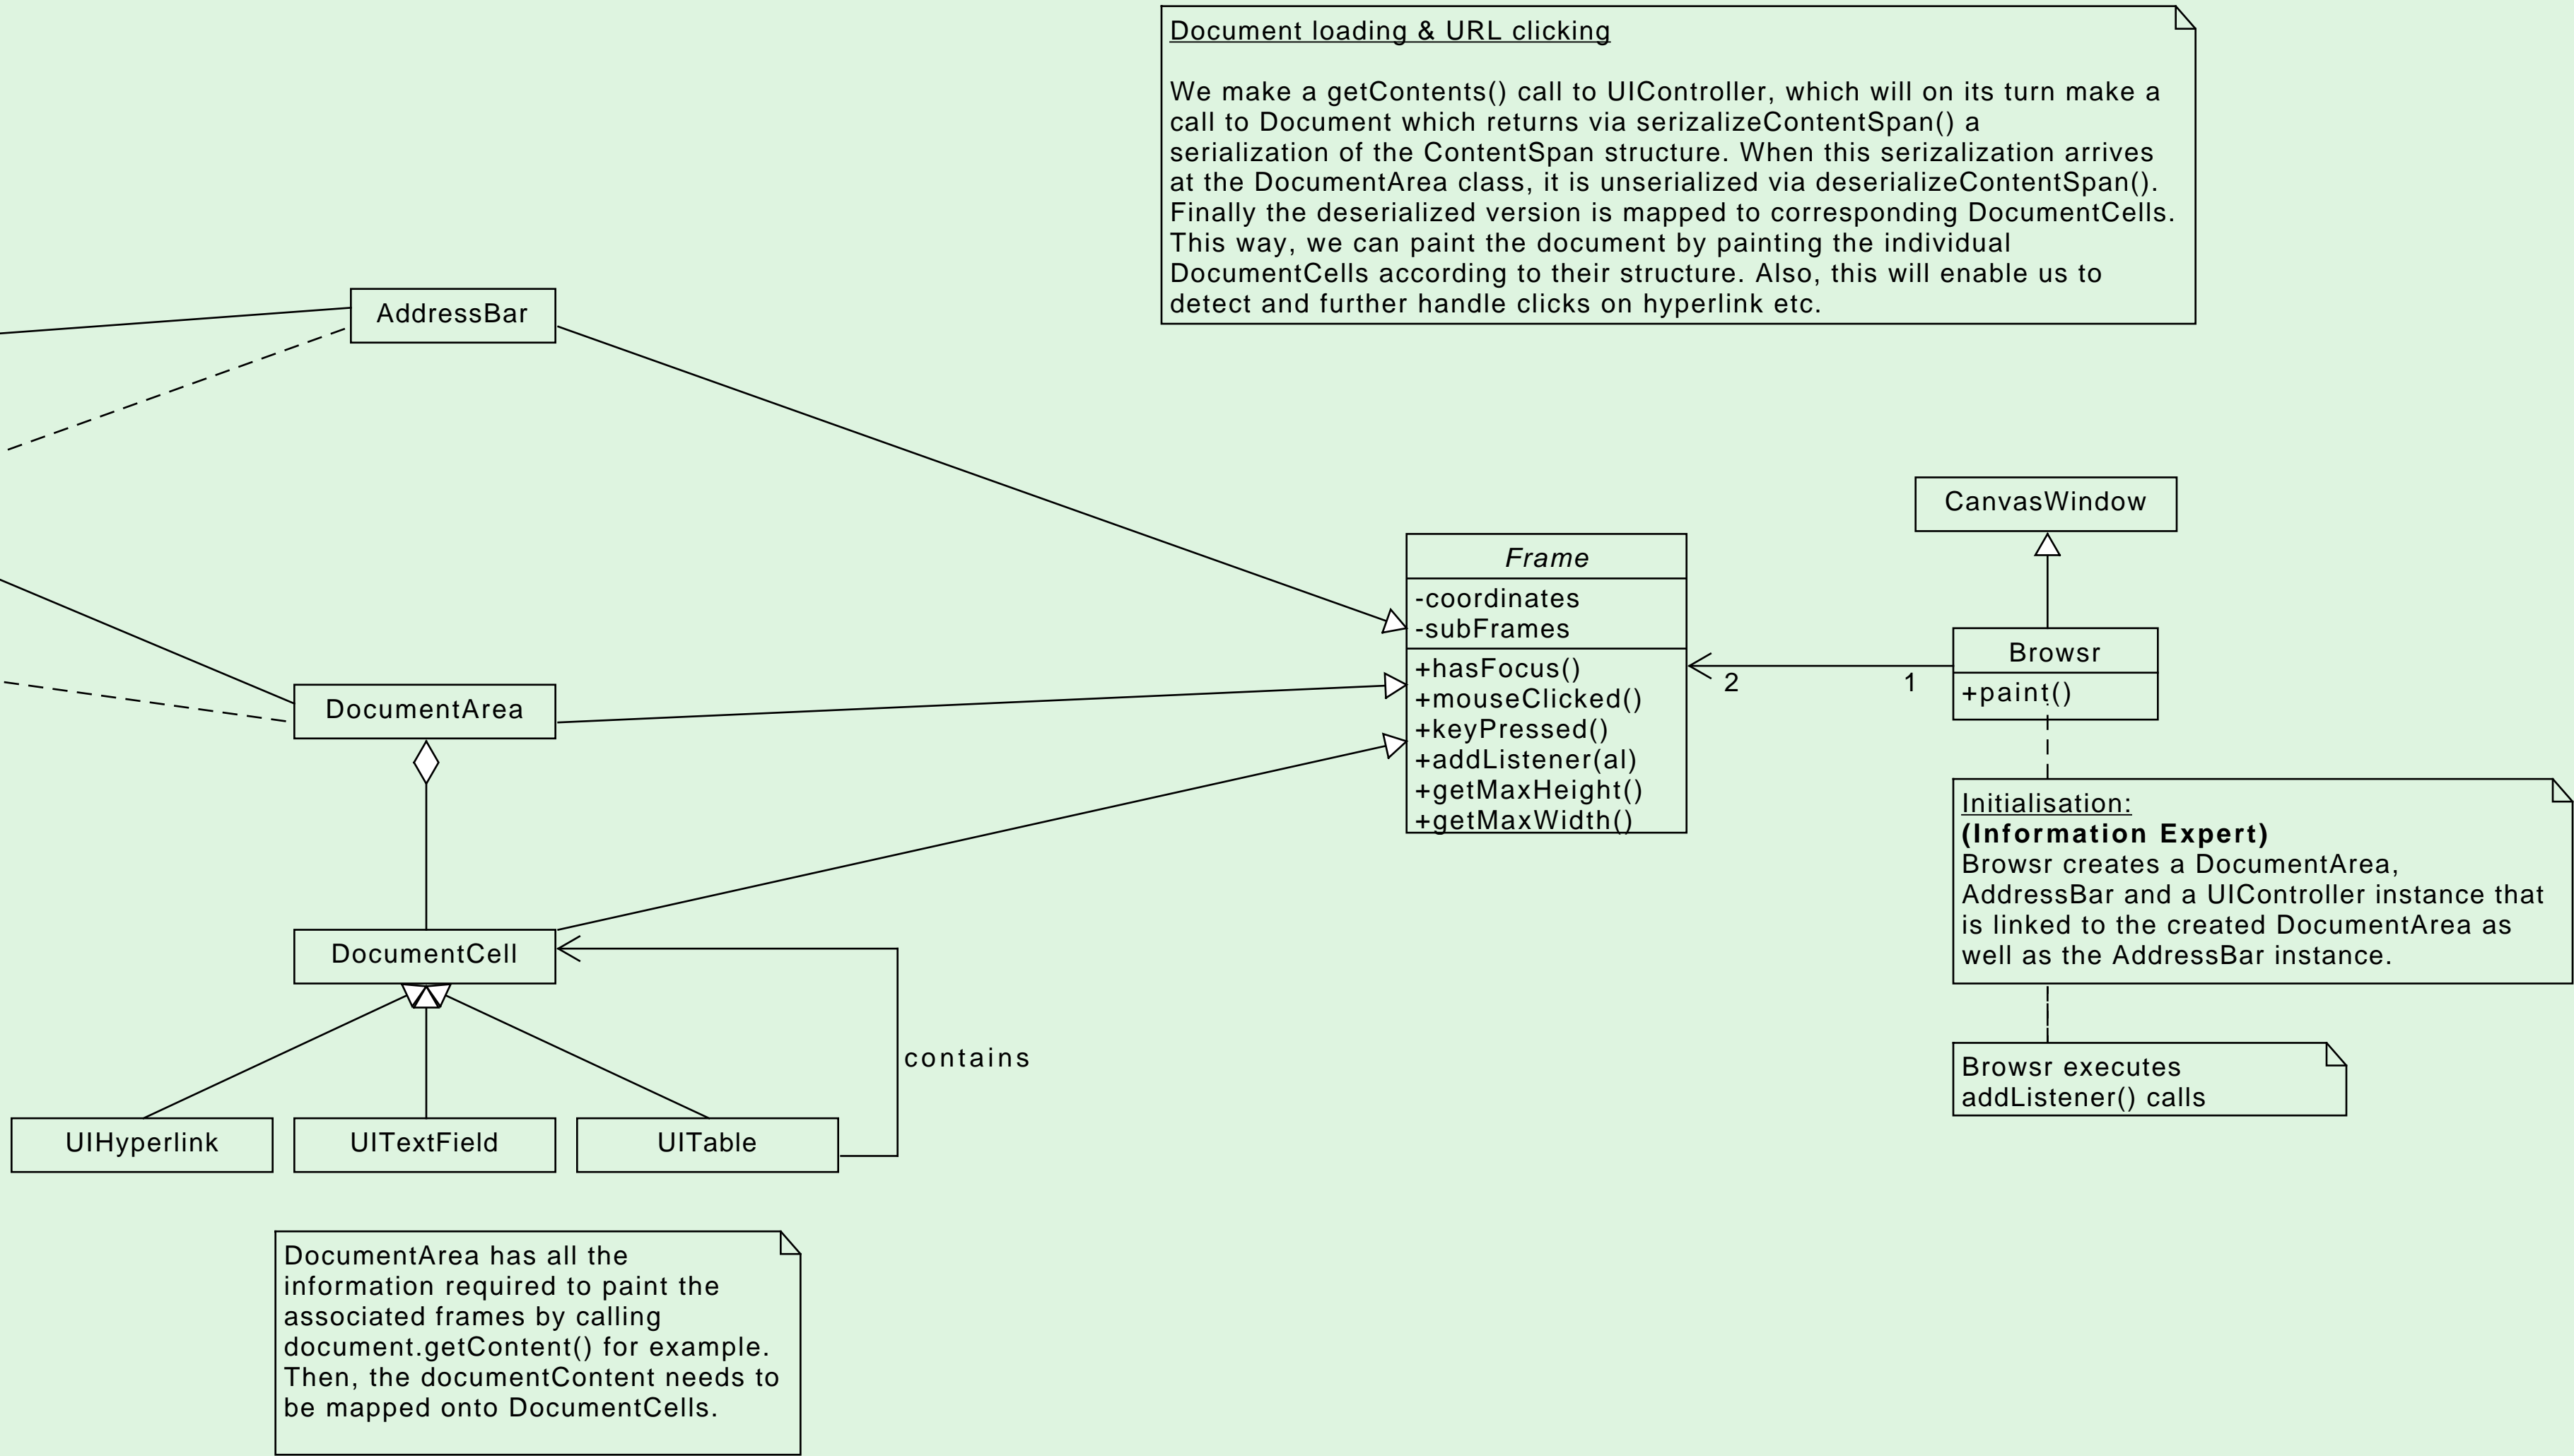 Document loading & URL clicking
We make a getContents() call to UIController, which will on its turn make a
call to Document which returns via serizalizeContentSpan() a
serialization of the ContentSpan structure. When this serizalization arrives
at the DocumentArea class, it is unserialized via deserializeContentSpan().
Finally the deserialized version is mapped to corresponding DocumentCells.
This way, we can paint the document by painting the individual
DocumentCells according to their structure. Also, this will enable us to
detect and further handle clicks on hyperlink etc.
AddressBar
CanvasWindow
Frame
-coordinates
-subFrames
+hasFocus()
+mouseClicked()
+keyPressed()
+addListener(al)
+getMaxHeight()
+getMaxWidth()
2
1
Browsr
+paint()
DocumentArea
Initialisation:
(Information Expert)
Browsr creates a DocumentArea,
AddressBar and a UIController instance that
is linked to the created DocumentArea as
well as the AddressBar instance.
DocumentCell
contains
Browsr executes
addListener() calls
UIHyperlink
UITextField
UITable
DocumentArea has all the
information required to paint the
associated frames by calling
document.getContent() for example.
Then, the documentContent needs to
be mapped onto DocumentCells.